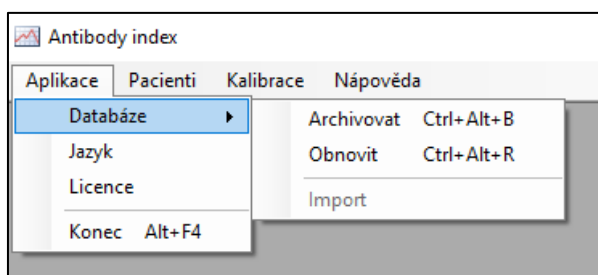 Antibody index
Aplikace Pacienti Kalibrace Nápověda
Databáze
Jazyk
Licence
Konec Alt+F4
Archivovat Ctrl+Alt+B
Obnovit Ctrl+Alt+R
Import